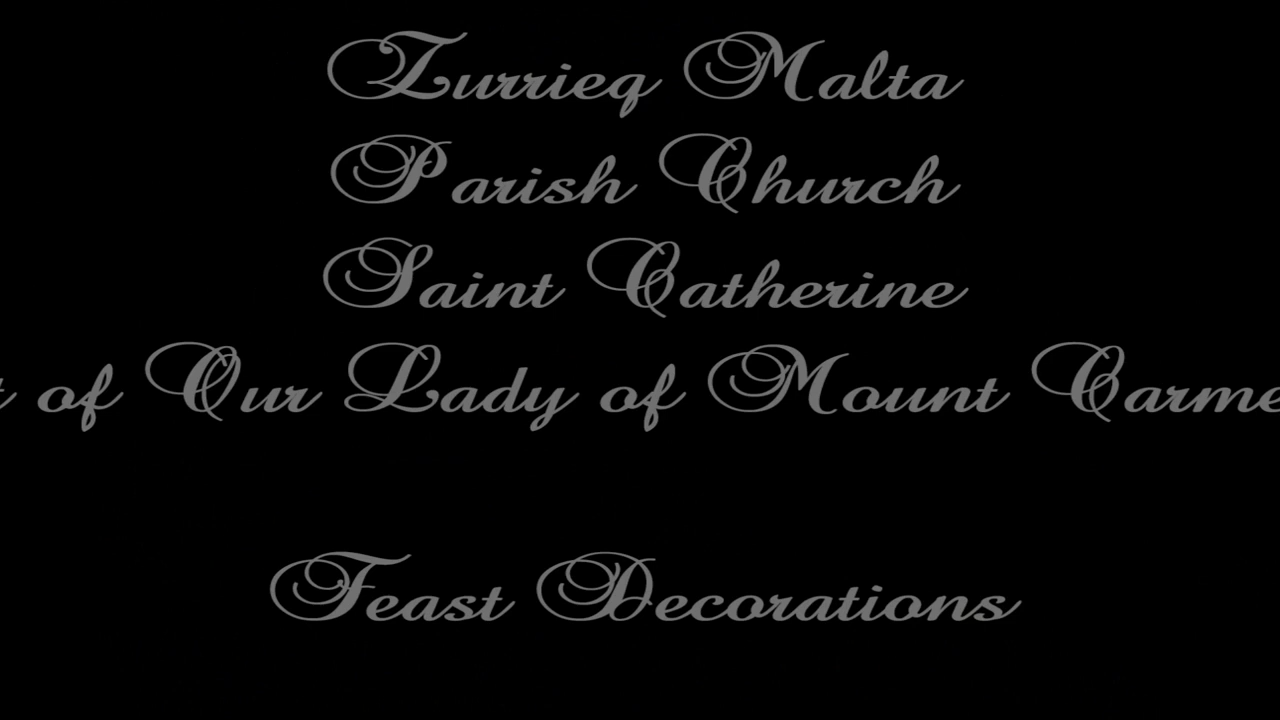 Zurrieq Malta
Parish Church
Saint Catherine
of Our Lady of Mount Carme
Feast Decorations